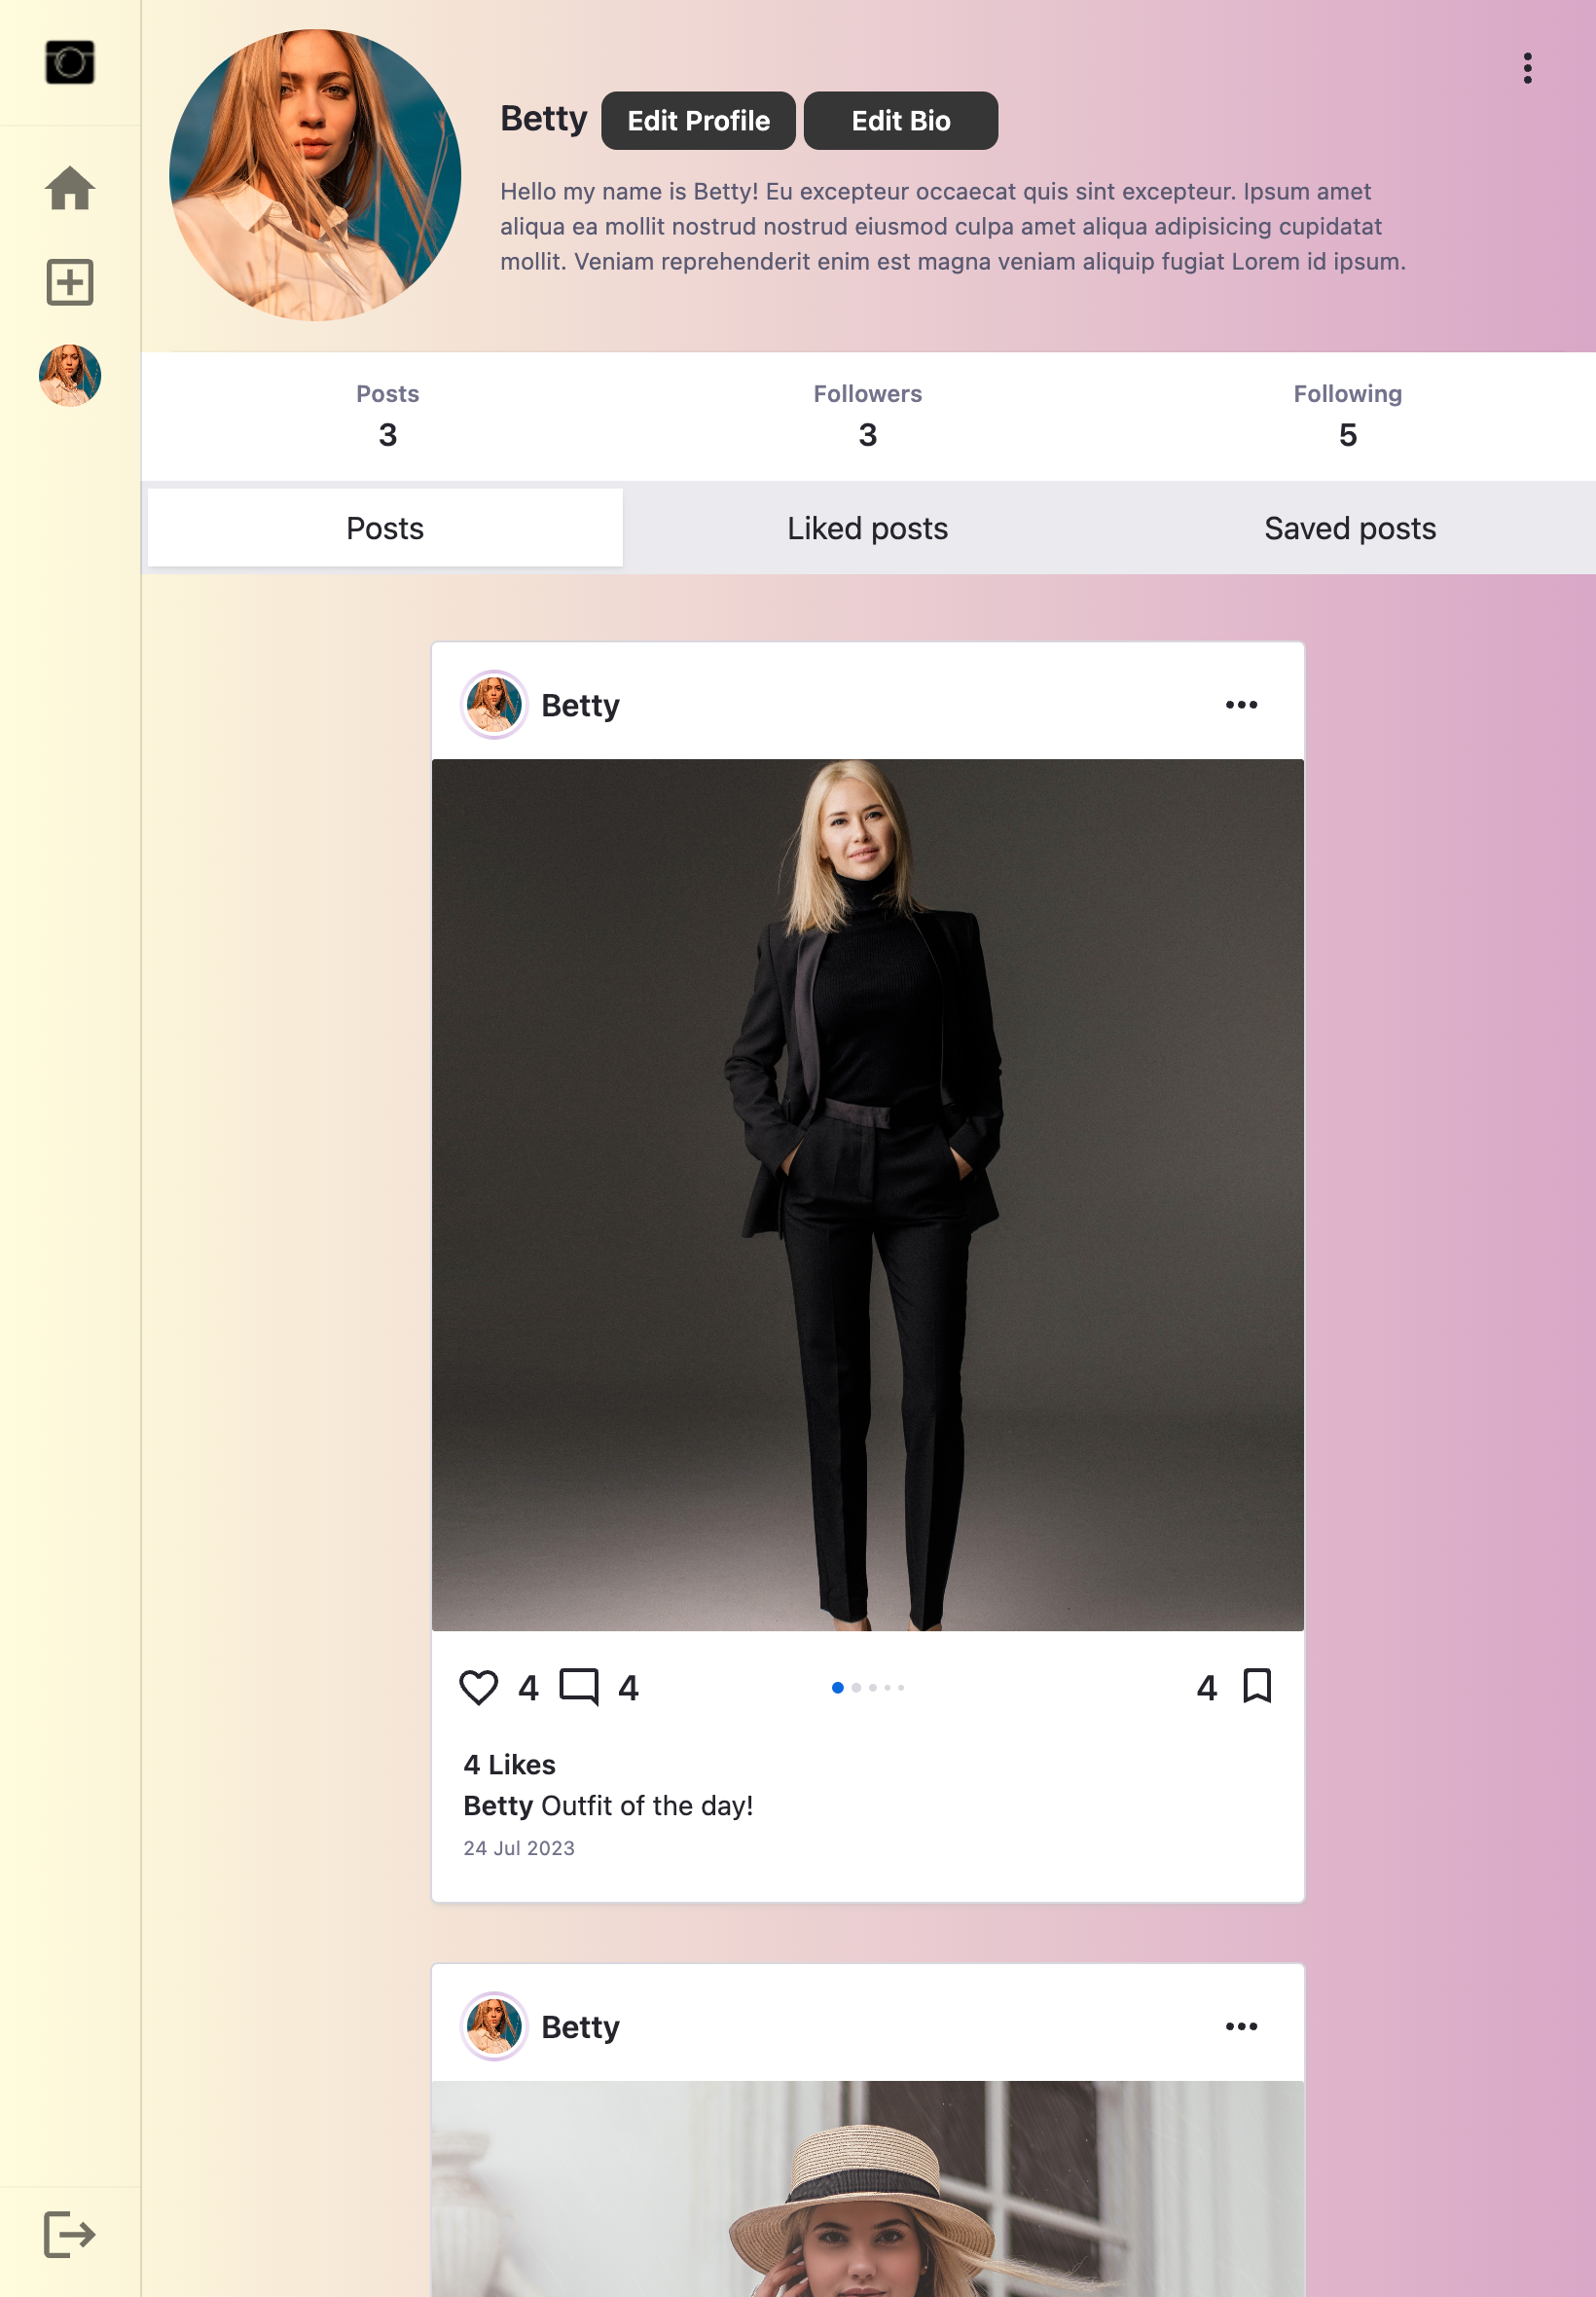 Betty
Edit Profile
Edit Bio
Hello my name is Betty! Eu excepteur occaecat quis sint excepteur. Ipsum amet
aliqua ea mollit nostrud nostrud eiusmod culpa amet aliqua adipisicing cupidatat
mollit. Veniam reprehenderit enim est magna veniam aliquip fugiat Lorem id ipsum.
Posts
3
Followers
3
Following
5
Posts
Liked posts
Saved posts
Betty
4
4
4
4 Likes
Betty Outfit of the day!
24 Jul 2023
Betty